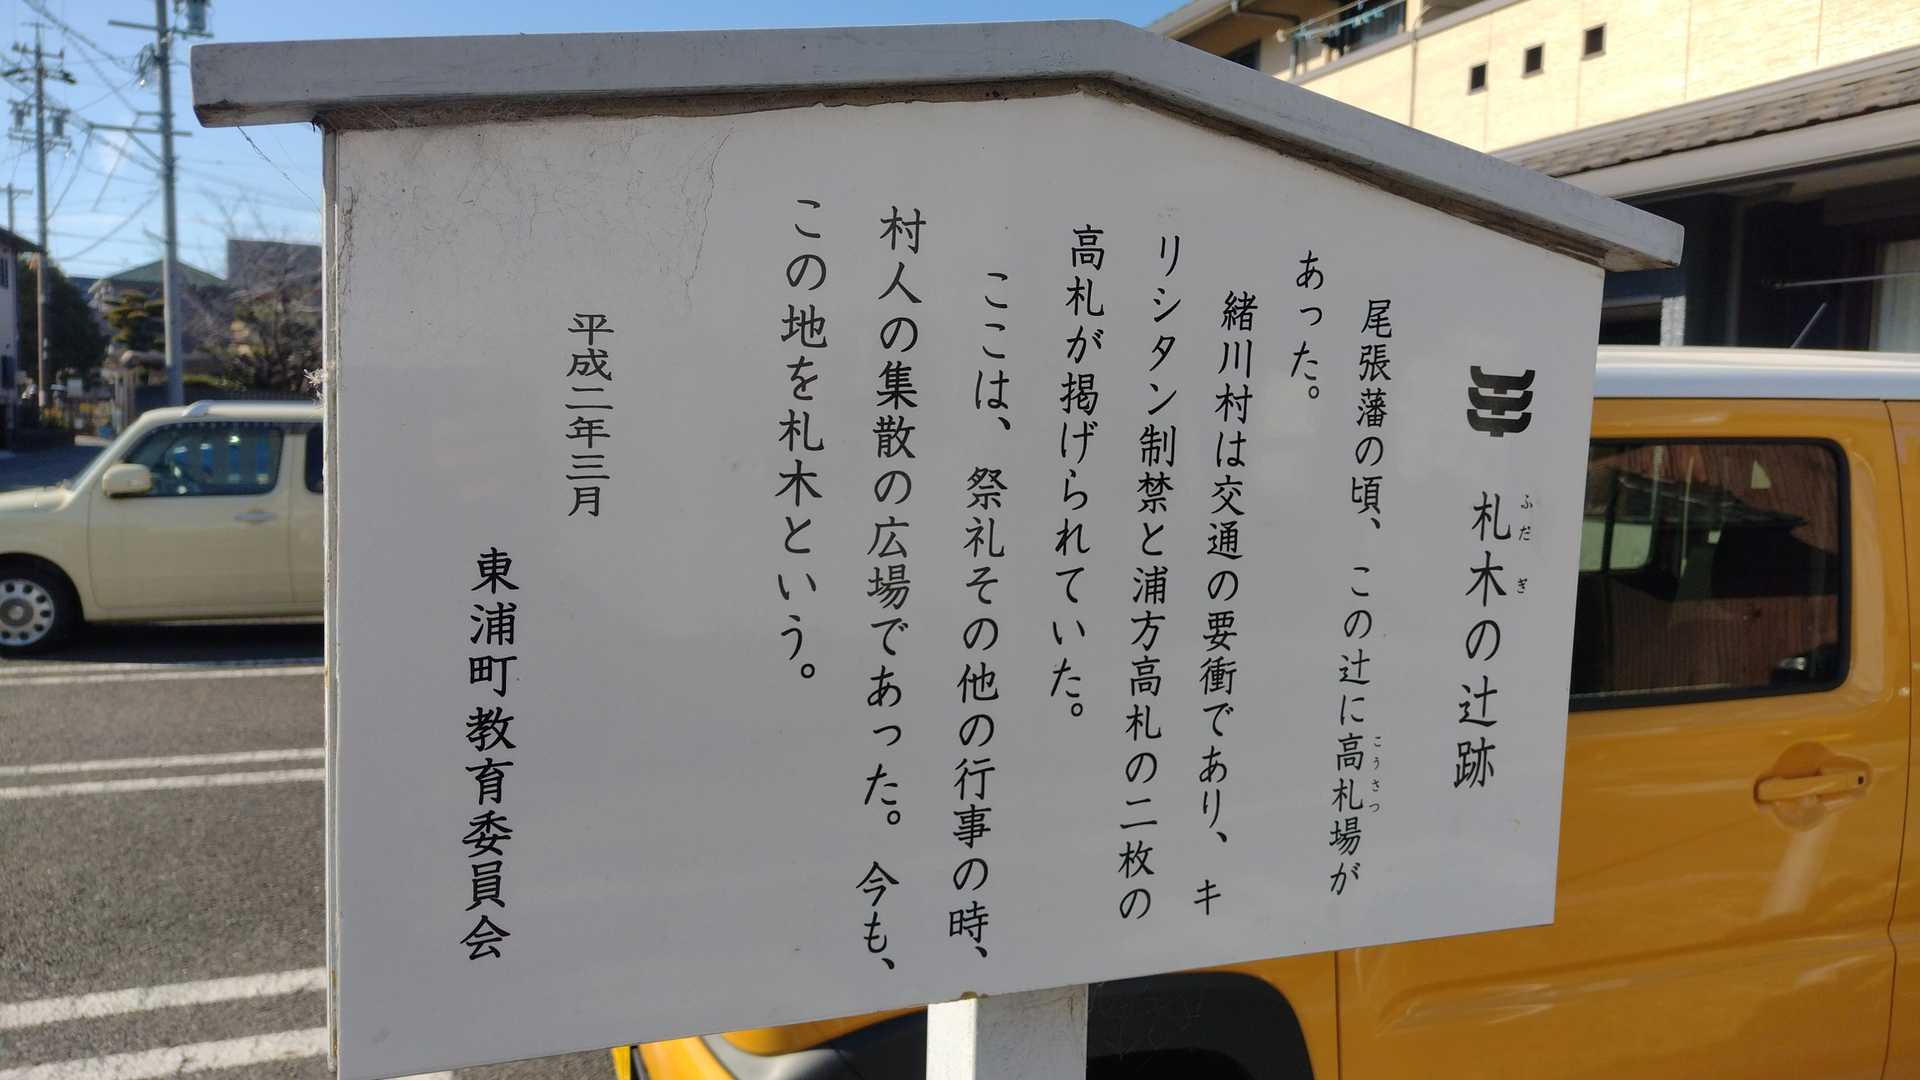 札木の辻跡
ふだぎ
尾張藩の頃、この辻に高札場が
こうさつ
あった。
緒川村は交通の要衝であり、キ
リシタン制禁と浦方高札の二枚の
高札が掲げられていた。
ここは、祭礼その他の行事の時、
村人の集散の広場であった。今も、
この地を札木という。
平成二年三月
東浦町教育委員会